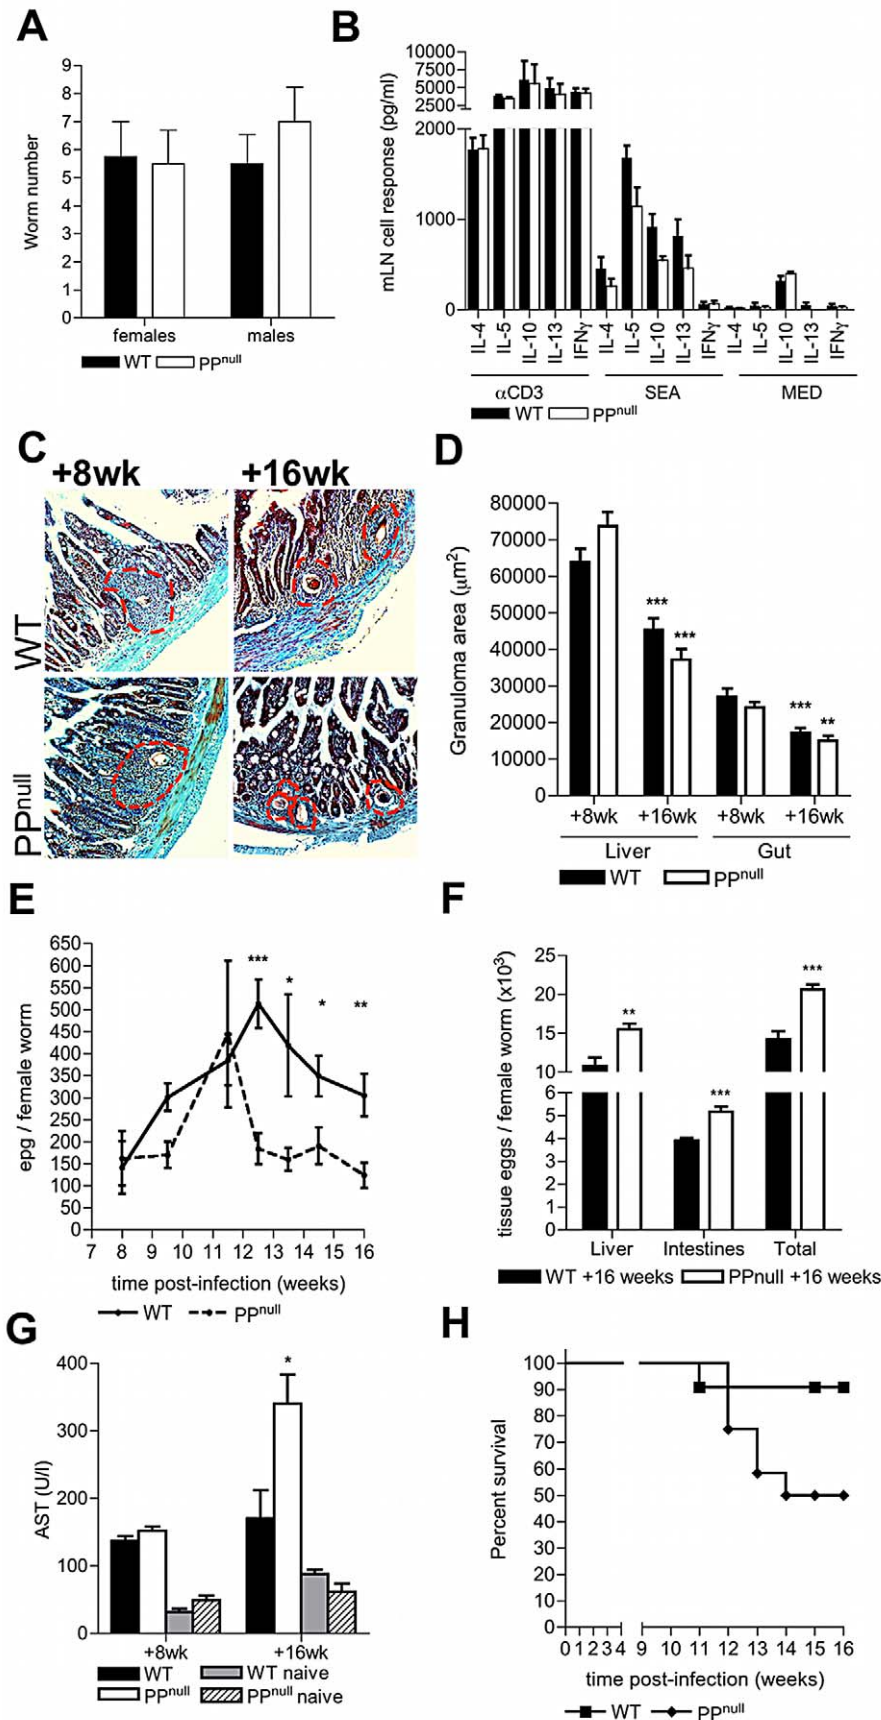 A
9
8
7
6
5
4
3
2
1
0
Worm number
females males
WT PPnull
B
10000
7500
5000
2500
2000
1000
0
mLN cell response (pg/ml)
IL-4 IL-5 IL-10 IL-13 IFNγ IL-4 IL-5 IL-10 IL-13 IFNγ IL-4 IL-5 IL-10 IL-13 IFNγ
αCD3 SEA MED
WT PPnull
C
+8wk +16wk
WT
PPnull
D
80000
70000
60000
50000
40000
30000
20000
10000
0
Granuloma area (μm2)
*** *** *** **
+8wk +16wk +8wk +16wk
Liver Gut
WT PPnull
E
650
600
550
500
450
400
350
300
250
200
150
100
50
0
epg / female worm
*** * * **
7 8 9 10 11 12 13 14 15 16
time post-infection (weeks)
WT PPnull
F
25
20
15
10
6
5
4
3
2
1
0
tissue eggs / female worm (x103)
** *** ***
Liver Intestines Total
WT +16 weeks PPnull +16 weeks
G
400
300
200
100
0
AST (U/l)
*
+8wk +16wk
WT WT naive
PPnull PPnull naive
H
100
90
80
70
60
50
40
30
20
10
0
Percent survival
0 1 2 3 4 9 10 11 12 13 14 15 16
time post-infection (weeks)
WT PPnull